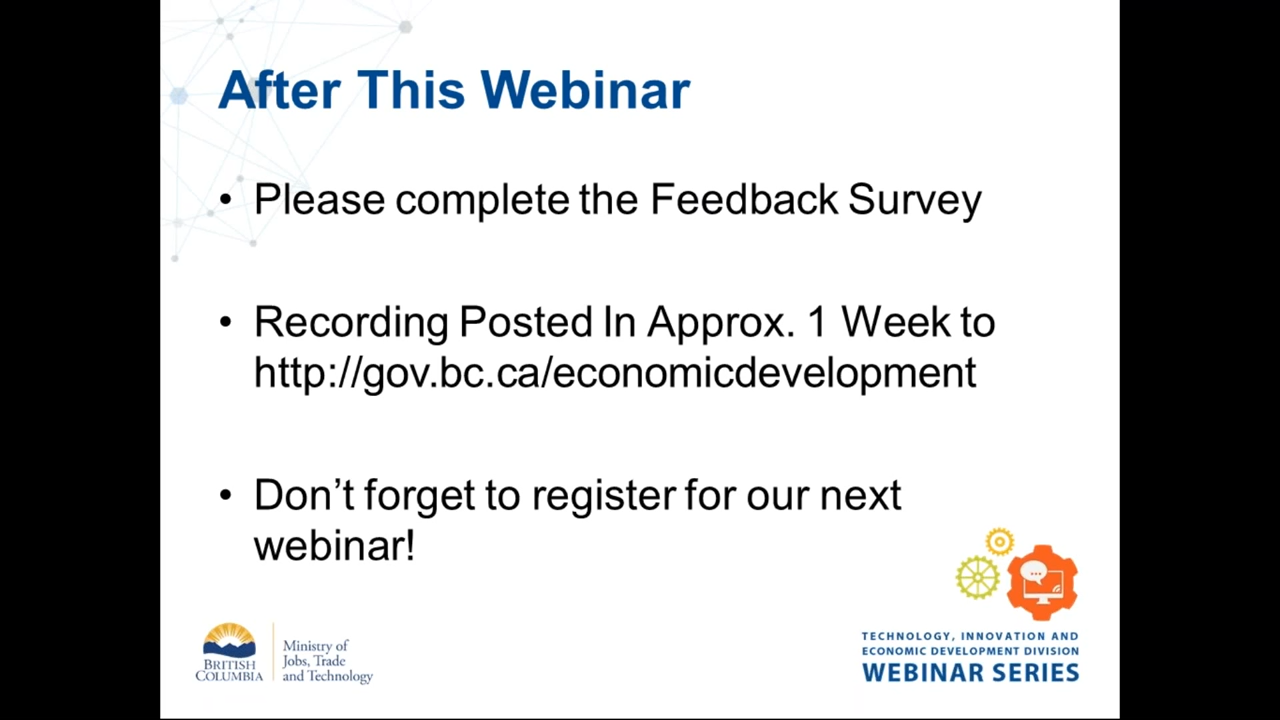 After This Webinar
• Please complete the Feedback Survey
• Recording Posted In Approx. 1 Week to
http://gov.bc.ca/economicdevelopment
• Don’t forget to register for our next
webinar!
BRITISH
COLUMBIA
Ministry of
Jobs, Trade
and Technology
TECHNOLOGY, INNOVATION AND
ECONOMIC DEVELOPMENT DIVISION
WEBINAR SERIES